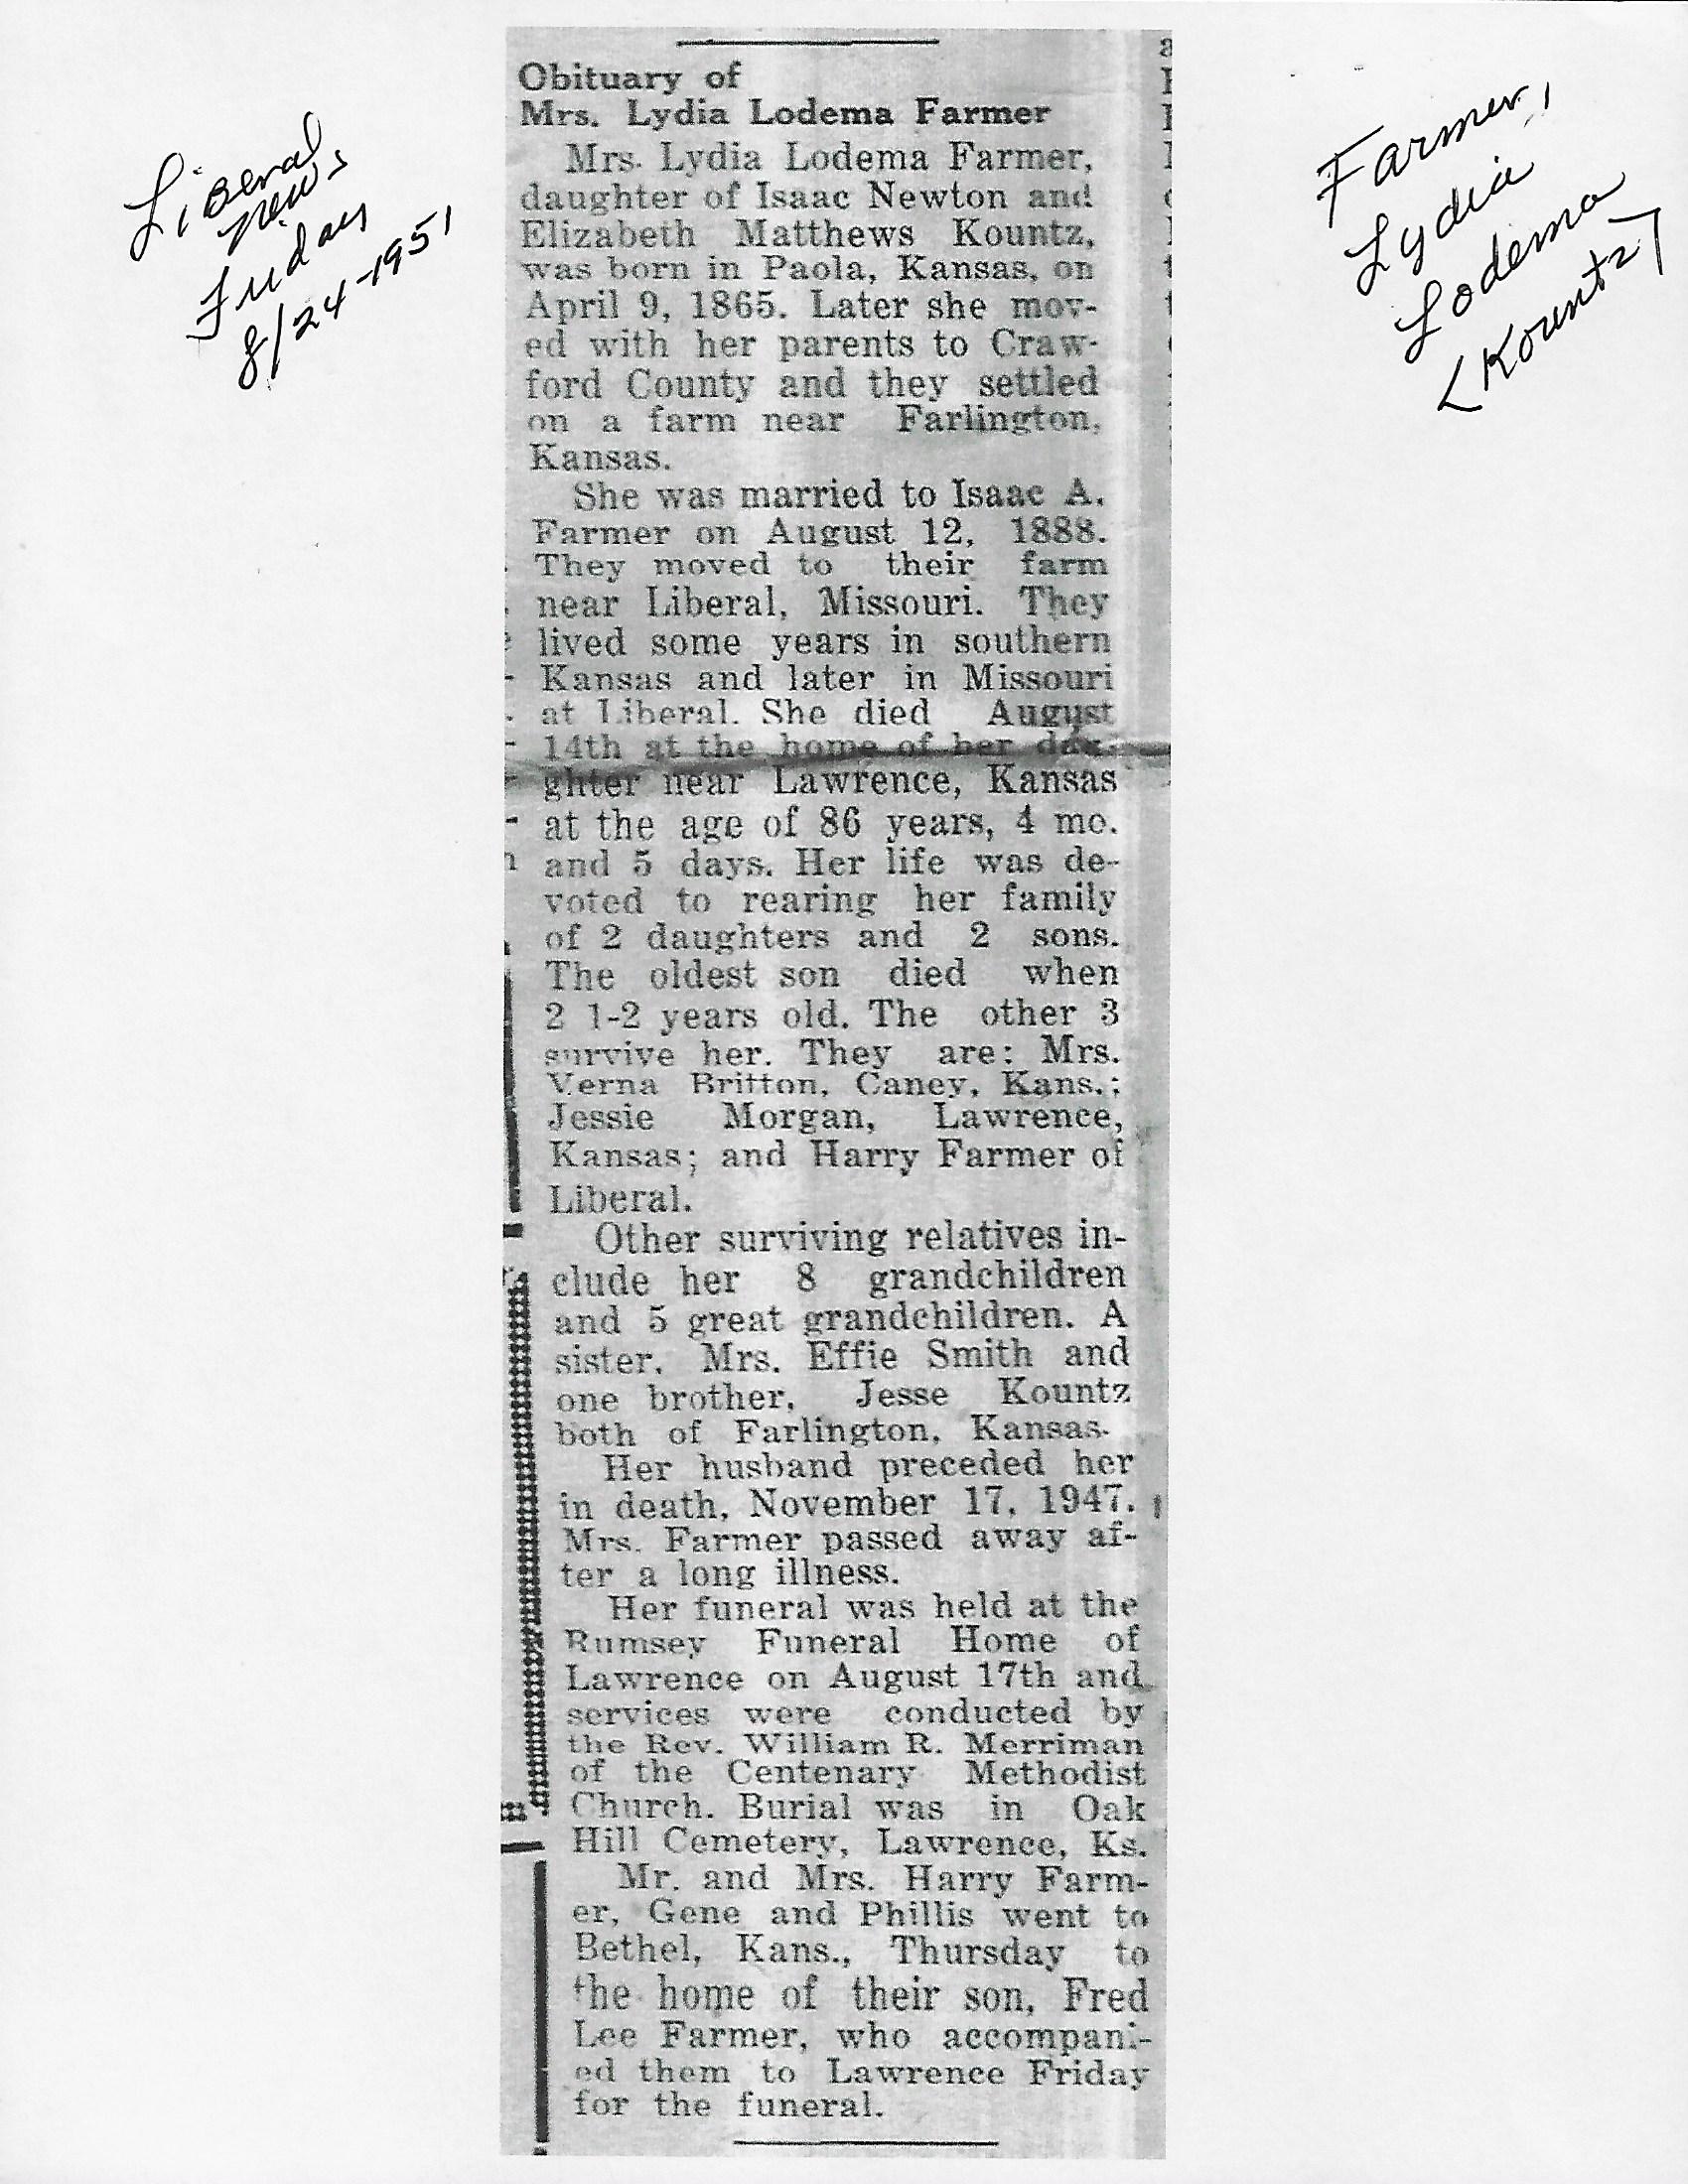 Liberal
News
Friday
8/24-1951
Farmer,
Lydia
Lodema
(Kountz)
Obituary of
Mrs. Lydia Lodema Farmer
Mrs. Lydia Lodema Farmer,
daughter of Isaac Newton and
Elizabeth Matthews Kountz,
was born in Paola, Kansas, on
April 9, 1865. Later she mov-
ed with her parents to Craw-
ford County and they settled
on a farm near Farlington,
Kansas.
She was married to Isaac A.
Farmer on August 12, 1888.
They moved to their farm
near Liberal, Missouri. They
lived some years in southern
Kansas and later in Missouri
at Liberal. She died August
14th at the home of her dau-
ghter near Lawrence, Kansas
at the age of 86 years, 4 mo.
and 5 days. Her life was de-
voted to rearing her family
of 2 daughters and 2 sons.
The oldest son died when
2 1-2 years old. The other 3
survive her. They are: Mrs.
Verna Britton, Caney, Kans.;
Jessie Morgan, Lawrence,
Kansas; and Harry Farmer of
Liberal.
Other surviving relatives in-
clude her 8 grandchildren
and 5 great grandchildren. A
sister, Mrs. Effie Smith and
one brother, Jesse Kountz
both of Farlington, Kansas.
Her husband preceded her
in death, November 17, 1947.
Mrs. Farmer passed away af-
ter a long illness.
Her funeral was held at the
Rumsey Funeral Home of
Lawrence on August 17th and
services were conducted by
the Rev. William R. Merriman
of the Centenary Methodist
Church. Burial was in Oak
Hill Cemetery, Lawrence, Ks.
Mr. and Mrs. Harry Farm-
er, Gene and Phillis went to
Bethel, Kans., Thursday to
the home of their son, Fred
Lee Farmer, who accompani-
ed them to Lawrence Friday
for the funeral.